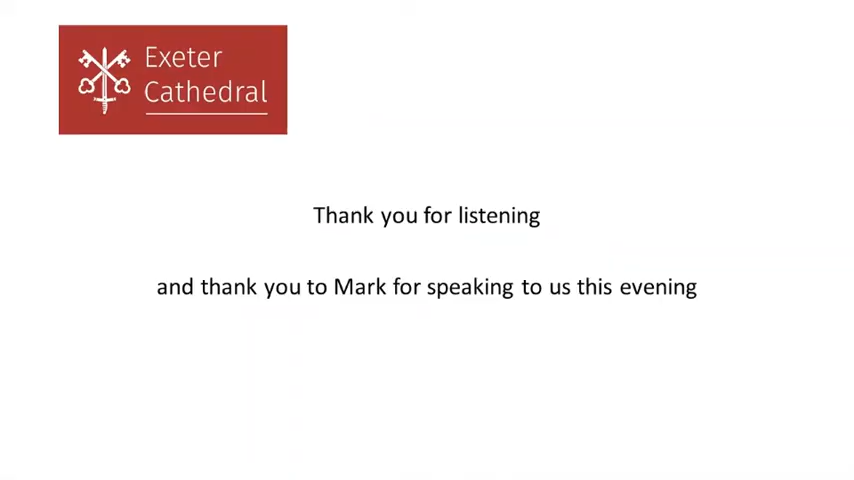 Exeter
Cathedral
Thank you for listening
and thank you to Mark for speaking to us this evening